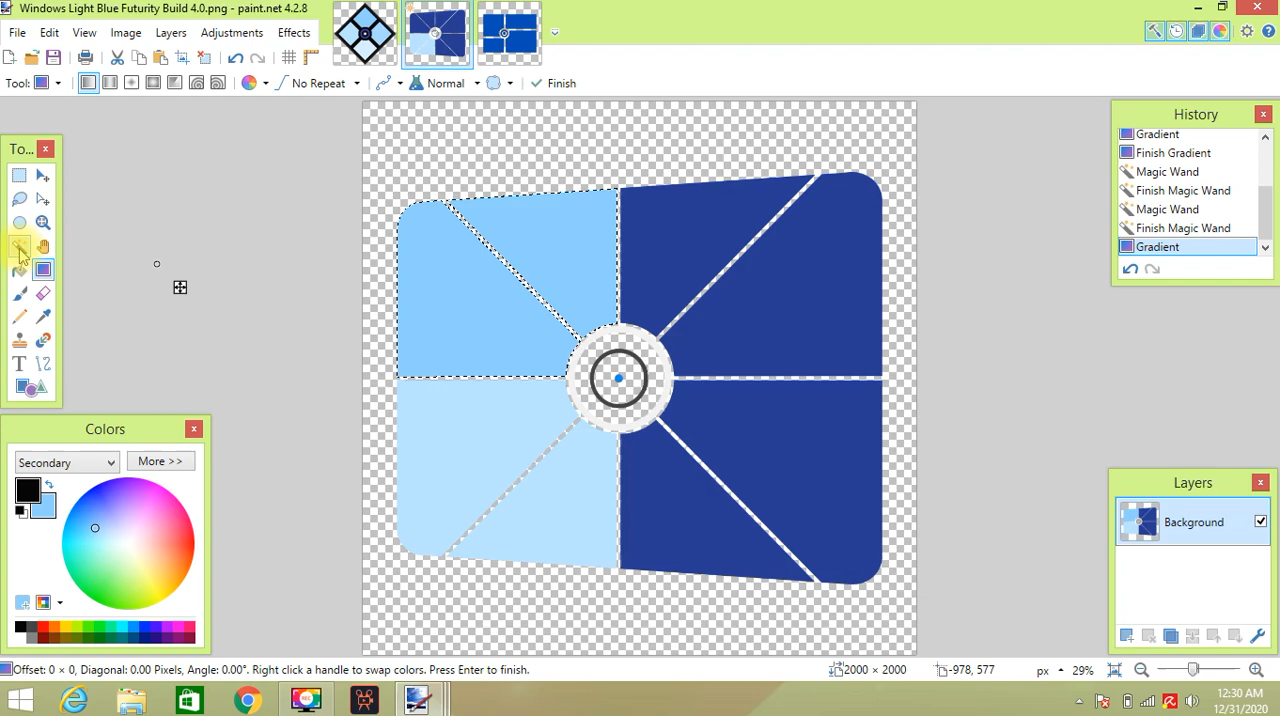 Windows Light Blue Futurity Build 4.0.png - paint.net 4.2.8
File Edit View Image Layers Adjustments Effects
Tool: No Repeat Normal Finish
To...
History
Gradient
Finish Gradient
Magic Wand
Finish Magic Wand
Magic Wand
Finish Magic Wand
Gradient
Colors
Secondary More >>
Layers
Background
Offset: 0 × 0, Diagonal: 0.00 Pixels, Angle: 0.00°. Right click a handle to swap colors. Press Enter to finish. 2000 × 2000 -978, 577 px 29%
12:30 AM
12/31/2020